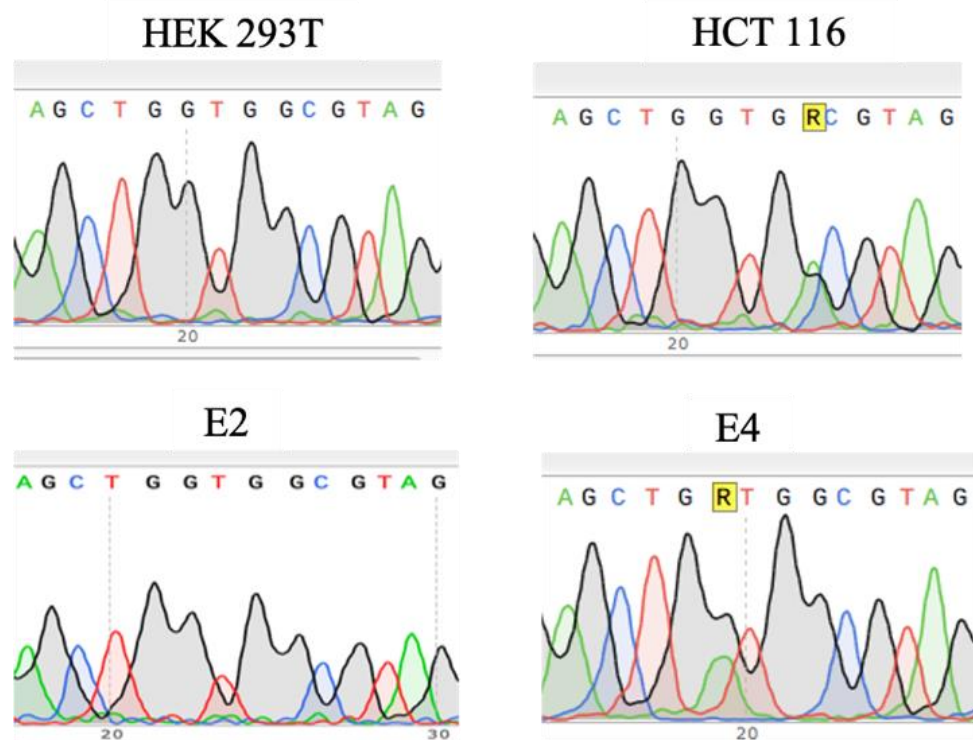 HEK 293T
A G C T G G T G G C G T A G
20
HCT 116
A G C T G G T G R C G T A G
20
E2
A G C T G G T G G C G T A G
20 30
E4
A G C T G R T G G C G T A G
20